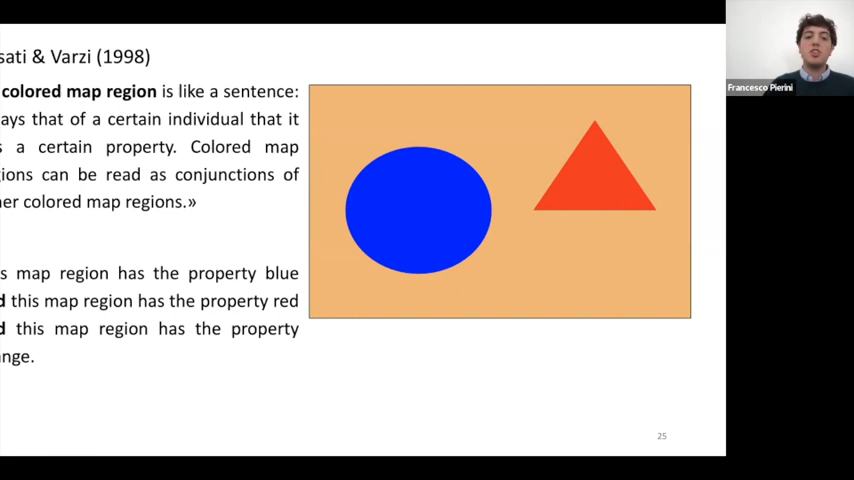 sati & Varzi (1998)
colored map region is like a sentence:
ays that of a certain individual that it
s a certain property. Colored map
gions can be read as conjunctions of
ner colored map regions.»
s map region has the property blue
d this map region has the property red
d this map region has the property
nge.
25
Francesco Pierini